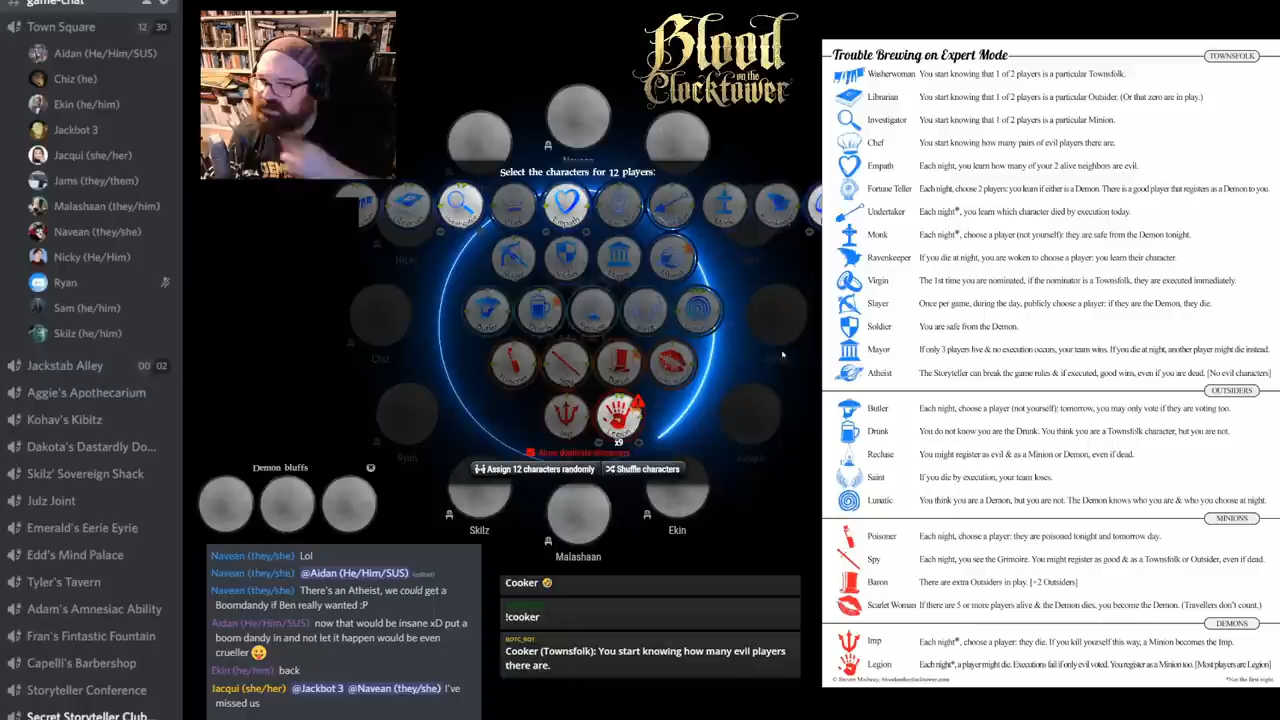 game-chat
Town Square 12 30
Aidan (He/Him/SUS)
Chiz (he)
Ekin (he/him)
Jackbot 3
Jacqui (she/her)
Jams (they/them)
Malashaan (they/he)
Navean (they/she)
Nicky (He/Him)
Ryan
Sam (he/him)
Skilz (he/him)
Jackstab Alley 00 02
Aggie's Apothecarium
Kohav's Kohitz
Dakota's Dastardly Do...
Skilz' Sovereign Shack
Julz Joint
Emerald's Eerie Eyrie
Edd's Mind Palace
Tyler's Tavern
Adam's Amnesiac Ability
Fran's Fintastic Fountain
Capelli's Barbershop
Storyteller Conference
Secret Storyteller Club
Blood
on the
Clocktower
Select the characters for 12 players:
Nicky
Ryan
x9
Allow duplicate characters
Assign 12 characters randomly
Shuffle characters
Skilz
Malashaan
Ekin
Demon bluffs
Navean (they/she) Lol
Navean (they/she) @Aidan (He/Him/SUS) (edited)
Navean (they/she) There's an Atheist, we could get a
Boomdandy if Ben really wanted :P
Aidan (He/Him/SUS) now that would be insane xD put a
boom dandy in and not let it happen would be even
crueller
Ekin (he/him) back
Jacqui (she/her) @Jackbot 3 @Navean (they/she) I've
missed us
Cooker
!cooker
BOTC_BOT
Cooker (Townsfolk): You start knowing how many evil players
there are.
Trouble Brewing on Expert Mode
TOWNSFOLK
Washerwoman You start knowing that 1 of 2 players is a particular Townsfolk.
Librarian You start knowing that 1 of 2 players is a particular Outsider. (Or that zero are in play.)
Investigator You start knowing that 1 of 2 players is a particular Minion.
Chef You start knowing how many pairs of evil players there are.
Empath Each night, you learn how many of your 2 alive neighbors are evil.
Fortune Teller Each night, choose 2 players: you learn if either is a Demon. There is a good player that registers as a Demon to you.
Undertaker Each night*, you learn which character died by execution today.
Monk Each night*, choose a player (not yourself): they are safe from the Demon tonight.
Ravenkeeper If you die at night, you are woken to choose a player: you learn their character.
Virgin The 1st time you are nominated, if the nominator is a Townsfolk, they are executed immediately.
Slayer Once per game, during the day, publicly choose a player: if they are the Demon, they die.
Soldier You are safe from the Demon.
Mayor If only 3 players live & no execution occurs, your team wins. If you die at night, another player might die instead.
Atheist The Storyteller can break the game rules & if executed, good wins, even if you are dead. [No evil characters]
OUTSIDERS
Butler Each night, choose a player (not yourself): tomorrow, you may only vote if they are voting too.
Drunk You do not know you are the Drunk. You think you are a Townsfolk character, but you are not.
Recluse You might register as evil & as a Minion or Demon, even if dead.
Saint If you die by execution, your team loses.
Lunatic You think you are a Demon, but you are not. The Demon knows who you are & who you choose at night.
MINIONS
Poisoner Each night, choose a player: they are poisoned tonight and tomorrow day.
Spy Each night, you see the Grimoire. You might register as good & as a Townsfolk or Outsider, even if dead.
Baron There are extra Outsiders in play. [+2 Outsiders]
Scarlet Woman If there are 5 or more players alive & the Demon dies, you become the Demon. (Travellers don't count.)
DEMONS
Imp Each night*, choose a player: they die. If you kill yourself this way, a Minion becomes the Imp.
Legion Each night*, a player might die. Executions fail if only evil voted. You register as a Minion too. [Most players are Legion]
© Steven Medway, bloodontheclocktower.com
*Not the first night.